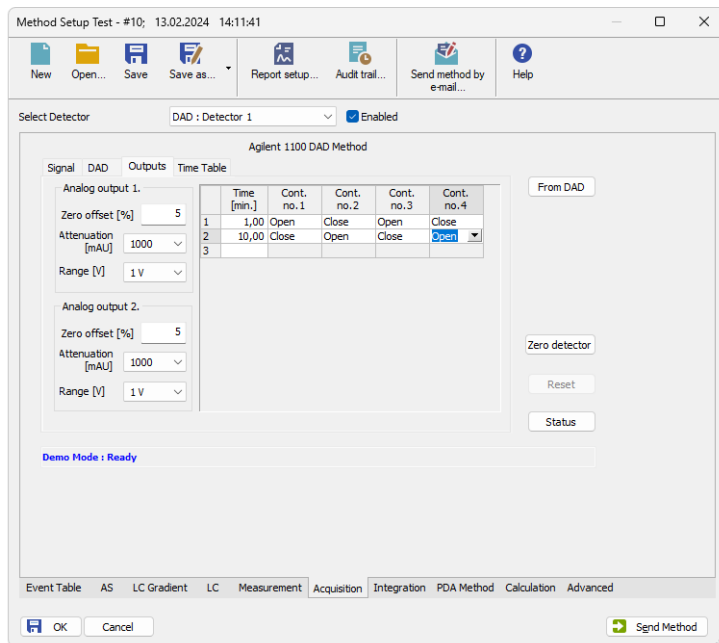 Method Setup Test - #10; 13.02.2024 14:11:41
New Open... Save Save as... Report setup... Audit trail... Send method by e-mail... Help
Select Detector DAD : Detector 1 Enabled
Agilent 1100 DAD Method
Signal DAD Outputs Time Table
Analog output 1.
Zero offset [%] 5
Attenuation [mAU] 1000
Range [V] 1 V
Analog output 2.
Zero offset [%] 5
Attenuation [mAU] 1000
Range [V] 1 V
Time [min.] Cont. no.1 Cont. no.2 Cont. no.3 Cont. no.4
1 1,00 Open Close Open Close
2 10,00 Close Open Close Open
3
From DAD
Zero detector
Reset
Status
Demo Mode : Ready
Event Table AS LC Gradient LC Measurement Acquisition Integration PDA Method Calculation Advanced
OK Cancel Send Method